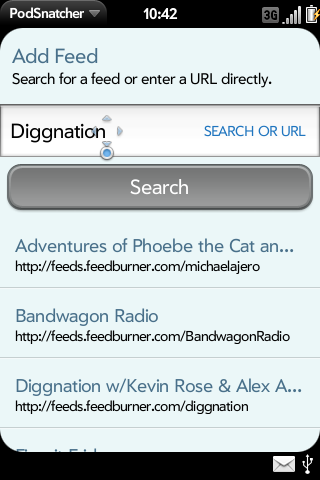 PodSnatcher
10:42
3G
Add Feed
Search for a feed or enter a URL directly.
Diggnation
SEARCH OR URL
Search
Adventures of Phoebe the Cat an...
http://feeds.feedburner.com/michaelajero
Bandwagon Radio
http://feeds.feedburner.com/BandwagonRadio
Diggnation w/Kevin Rose & Alex A...
http://feeds.feedburner.com/diggnation